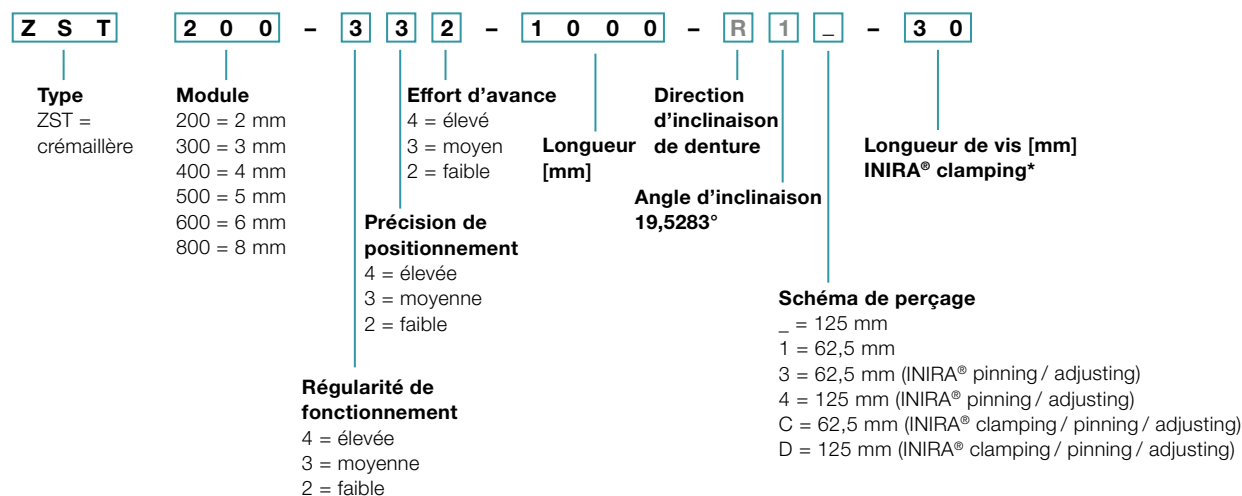 Z S T 2 0 0 – 3 3 2 – 1 0 0 0 – R 1 _ – 3 0
Type
ZST =
crémaillère
Module
200 = 2 mm
300 = 3 mm
400 = 4 mm
500 = 5 mm
600 = 6 mm
800 = 8 mm
Effort d'avance
4 = élevé
3 = moyen
2 = faible
Longueur
[mm]
Direction
d'inclinaison
de denture
Longueur de vis [mm]
INIRA® clamping*
Angle d'inclinaison
19,5283°
Précision de
positionnement
4 = élevée
3 = moyenne
2 = faible
Schéma de perçage
_ = 125 mm
1 = 62,5 mm
3 = 62,5 mm (INIRA® pinning / adjusting)
4 = 125 mm (INIRA® pinning / adjusting)
C = 62,5 mm (INIRA® clamping / pinning / adjusting)
D = 125 mm (INIRA® clamping / pinning / adjusting)
Régularité de
fonctionnement
4 = élevée
3 = moyenne
2 = faible